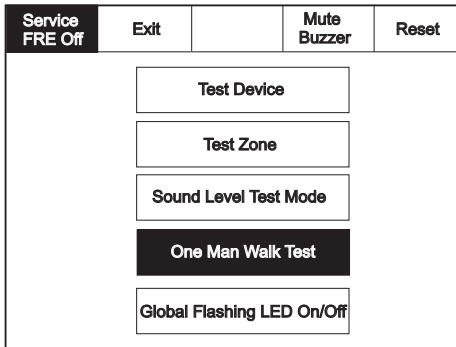 Service
FRE Off
Exit
Mute
Buzzer
Reset
Test Device
Test Zone
Sound Level Test Mode
One Man Walk Test
Global Flashing LED On/Off